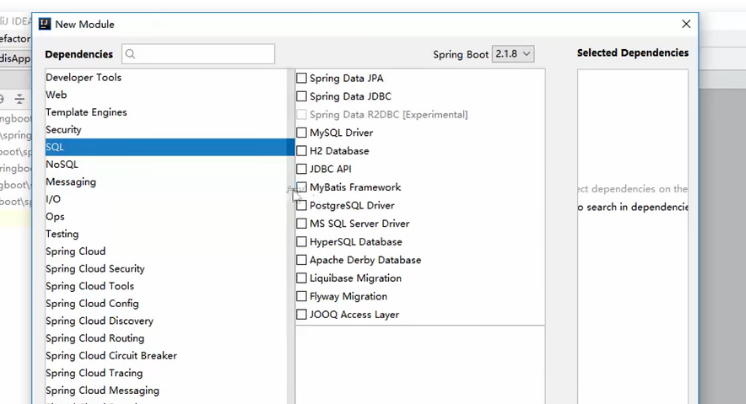 liJ IDEA
New Module
efactor
Dependencies
Spring Boot 2.1.8
Selected Dependencies
disApp
Developer Tools
Web
Template Engines
Security
SQL
NoSQL
Messaging
I/O
Ops
Testing
Spring Cloud
Spring Cloud Security
Spring Cloud Tools
Spring Cloud Config
Spring Cloud Discovery
Spring Cloud Routing
Spring Cloud Circuit Breaker
Spring Cloud Tracing
Spring Cloud Messaging
Spring Data JPA
Spring Data JDBC
Spring Data R2DBC [Experimental]
MySQL Driver
H2 Database
JDBC API
MyBatis Framework
PostgreSQL Driver
MS SQL Server Driver
HyperSQL Database
Apache Derby Database
Liquibase Migration
Flyway Migration
JOOQ Access Layer
ect dependencies on the
o search in dependencie
ngboot
\spring
boot\sp
ringboo
boot\sp